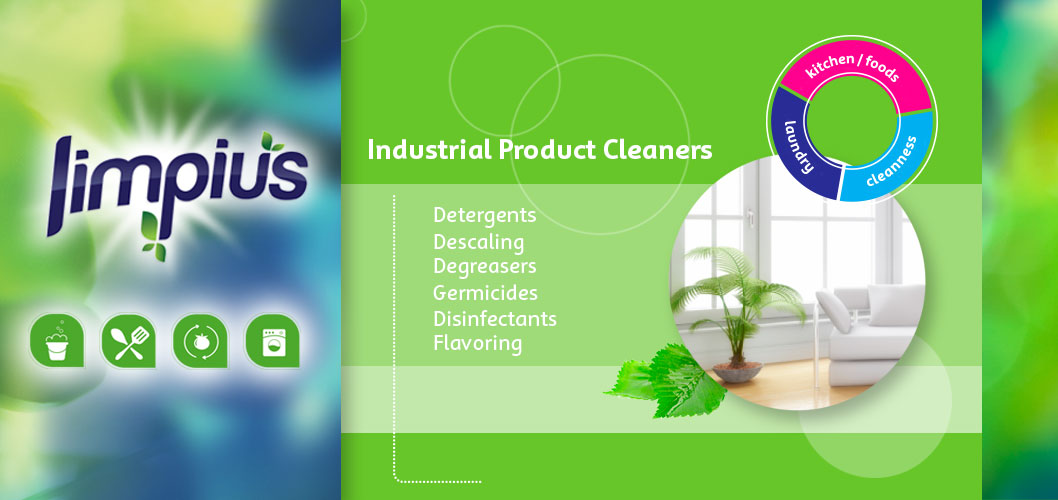 limpius
Industrial Product Cleaners
Detergents
Descaling
Degreasers
Germicides
Disinfectants
Flavoring
kitchen / foods
laundry
cleanness